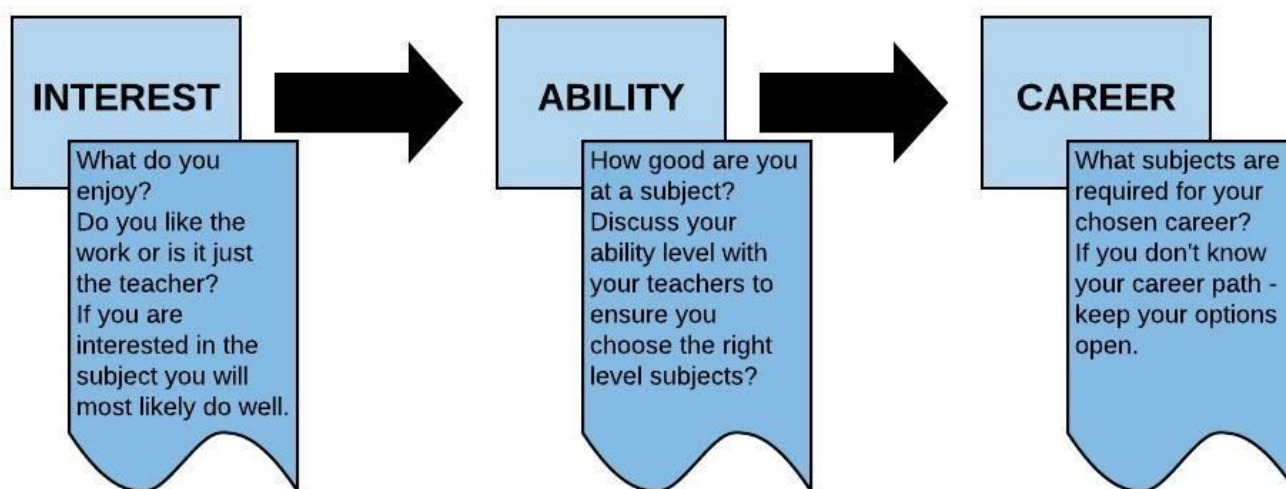 INTEREST
What do you
enjoy?
Do you like the
work or is it just
the teacher?
If you are
interested in the
subject you will
most likely do well.
ABILITY
How good are you
at a subject?
Discuss your
ability level with
your teachers to
ensure you
choose the right
level subjects?
CAREER
What subjects are
required for your
chosen career?
If you don't know
your career path -
keep your options
open.